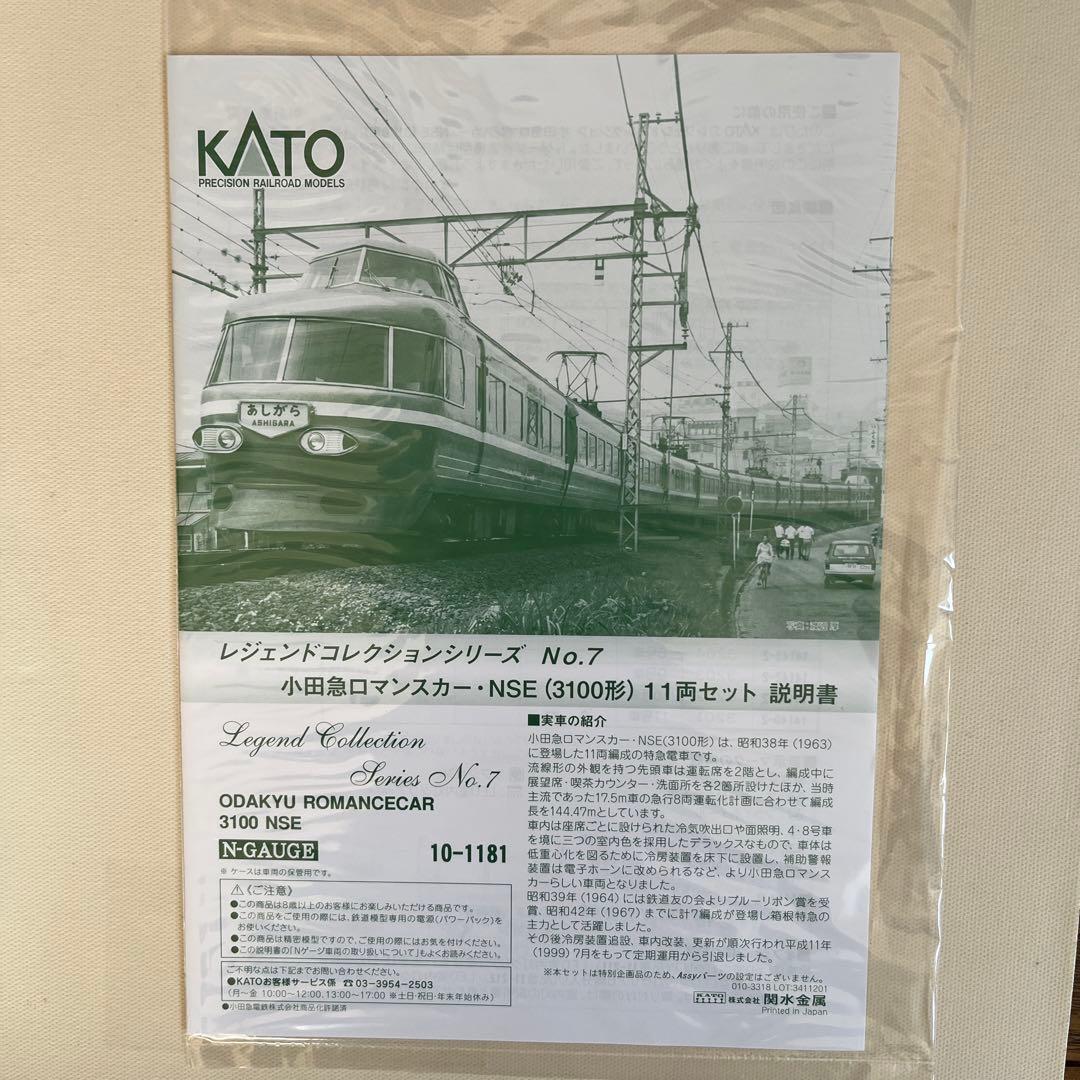 KATO
PRECISION RAILROAD MODELS
あしがら
ASHIGARA
レジェンドコレクションシリーズ No.7
小田急ロマンスカー・NSE(3100形)11両セット 説明書
Legend Collection
Series No.7
ODAKYU ROMANCECAR
3100 NSE
N-GAUGE 10-1181
※ ケースは車両の保管用です。
⚠《ご注意》
●この商品は8歳以上のお客様にお楽しみいただける商品です。
●この商品をご使用の際には、鉄道模型専用の電源(パワーパック)を
お使いください。
●この商品は精密模型ですので、ご使用の際にはお気を付けください。
●この説明書の「Nゲージ車両の取り扱いについて」もよくお読みください。
ご不明な点は下記までお問い合わせください。
●KATOお客様サービス係 ☎03-3954-2503
(月〜金 10:00〜12:00、13:00〜17:00 ※土日・祝日・年末年始休み)
●小田急電鉄株式会社商品化許諾済
■実車の紹介
小田急ロマンスカー・NSE(3100形)は、昭和38年(1963)
に登場した11両編成の特急電車です。
流線形の外観を持つ先頭車は運転席を2階とし、編成中に
展望席・喫茶カウンター・洗面所を各2箇所設けたほか、当時
主流であった17.5m車の急行8両運転化計画に合わせて編成
長を144.47mとしています。
車内は座席ごとに設けられた冷気吹出口や面照明、4・8号車
を境に三つの室内色を採用したデラックスなもので、車体は
低重心化を図るために冷房装置を床下に設置し、補助警報
装置は電子ホーンに改められるなど、より小田急ロマンス
カーらしい車両となりました。
昭和39年(1964)には鉄道友の会よりブルーリボン賞を受
賞、昭和42年(1967)までに計7編成が登場し箱根特急の
主力として活躍しました。
その後冷房装置追設、車内改装、更新が順次行われ平成11年
(1999)7月をもって定期運用から引退しました。
※本セットは特別企画品のため、Assyパーツの設定はございません。
010-3318 LOT:3411201
KATO 株式会社 関水金属
Printed in Japan